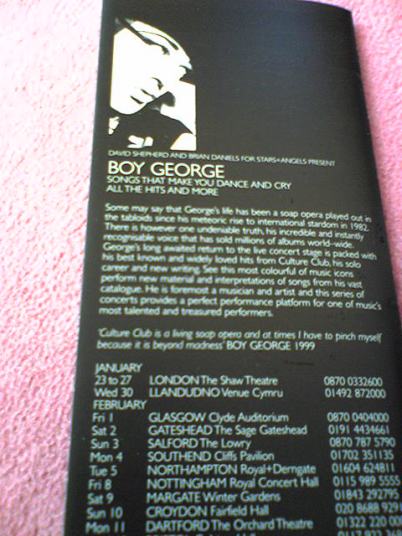 DAVID SHEPHERD AND BRIAN DANIELS FOR STARS+ANGELS PRESENT
BOY GEORGE
SONGS THAT MAKE YOU DANCE AND CRY
ALL THE HITS AND MORE
Some may say that George's life has been a soap opera played out in
the tabloids since his meteoric rise to international stardom in 1982.
There is however one undeniable truth, his incredible and instantly
recognisable voice that has sold millions of albums world-wide.
George's long awaited return to the live concert stage is packed with
his best known and widely loved hits from Culture Club, his solo
career and new writing. See this most colourful of music icons
perform new material and interpretations of songs from his vast
catalogue. He is foremost a musician and artist and this series of
concerts provides a perfect performance platform for one of music's
most talented and treasured performers.
'Culture Club is a living soap opera and at times I have to pinch myself
because it is beyond madness' BOY GEORGE 1999
JANUARY
23 to 27 LONDON The Shaw Theatre 0870 0332600
Wed 30 LLANDUDNO Venue Cymru 01492 872000
FEBRUARY
Fri 1 GLASGOW Clyde Auditorium 0870 0404000
Sat 2 GATESHEAD The Sage Gateshead 0191 4434661
Sun 3 SALFORD The Lowry 0870 787 5790
Mon 4 SOUTHEND Cliffs Pavilion 01702 351135
Tue 5 NORTHAMPTON Royal+Derngate 01604 624811
Fri 8 NOTTINGHAM Royal Concert Hall 0115 989 5555
Sat 9 MARGATE Winter Gardens 01843 292795
Sun 10 CROYDON Fairfield Hall 020 8688
Mon 11 DARTFORD The Orchard Theatre 01322 220